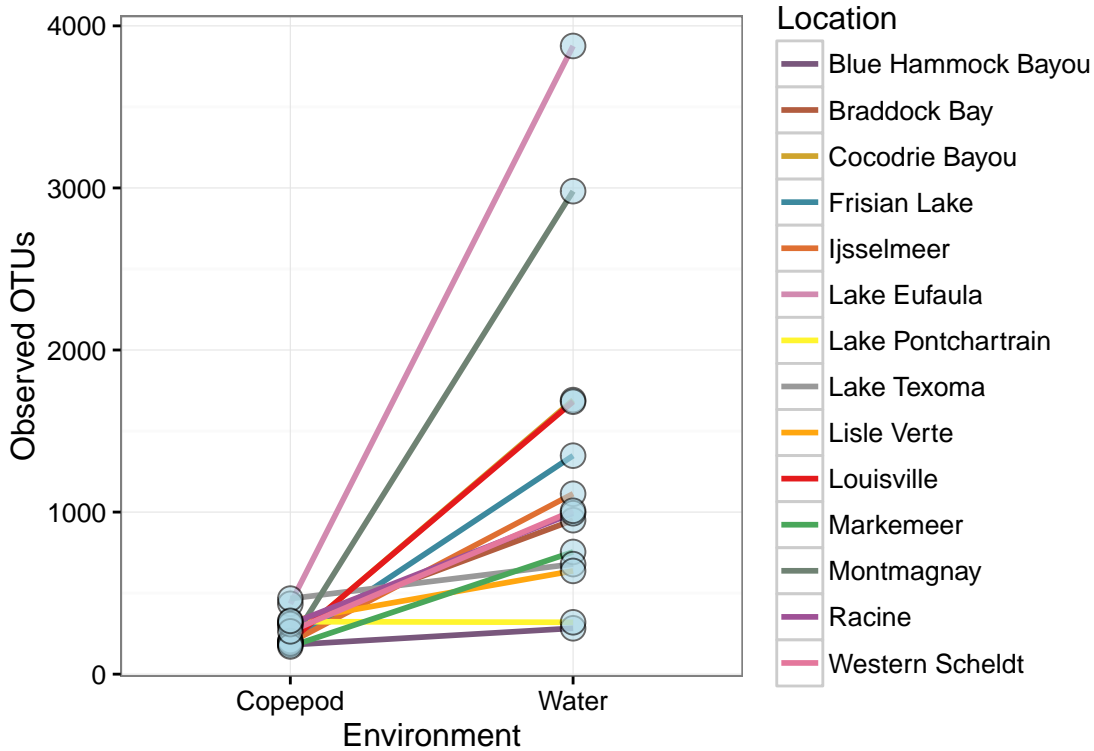 Observed OTUs
4000
3000
2000
1000
0
Copepod
Water
Environment
Location
Blue Hammock Bayou
Braddock Bay
Cocodrie Bayou
Frisian Lake
Ijsselmeer
Lake Eufaula
Lake Pontchartrain
Lake Texoma
Lisle Verte
Louisville
Markemeer
Montmagnay
Racine
Western Scheldt